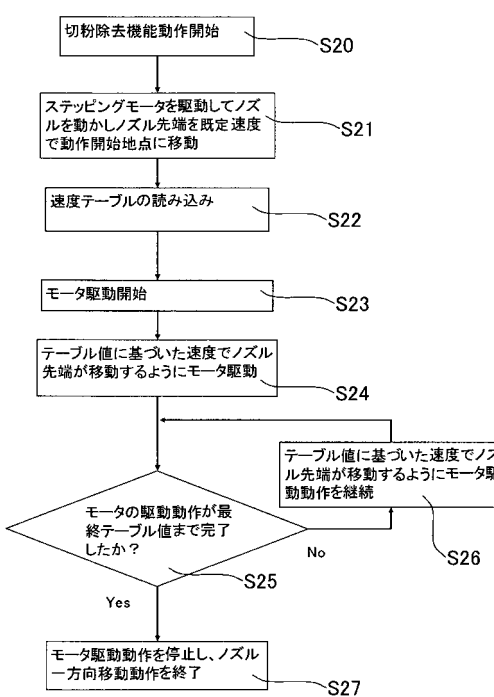 切粉除去機能動作開始
S20
ステッピングモータを駆動してノズ
ルを動かしノズル先端を既定速度
で動作開始地点に移動
S21
速度テーブルの読み込み
S22
モータ駆動開始
S23
テーブル値に基づいた速度でノズル
先端が移動するようにモータ駆動
S24
テーブル値に基づいた速度でノズ
ル先端が移動するようにモータ駆
動動作を継続
S26
モータの駆動動作が最
終テーブル値まで完了
したか？
No
S25
Yes
モータ駆動動作を停止し、ノズル
一方向移動動作を終了
S27